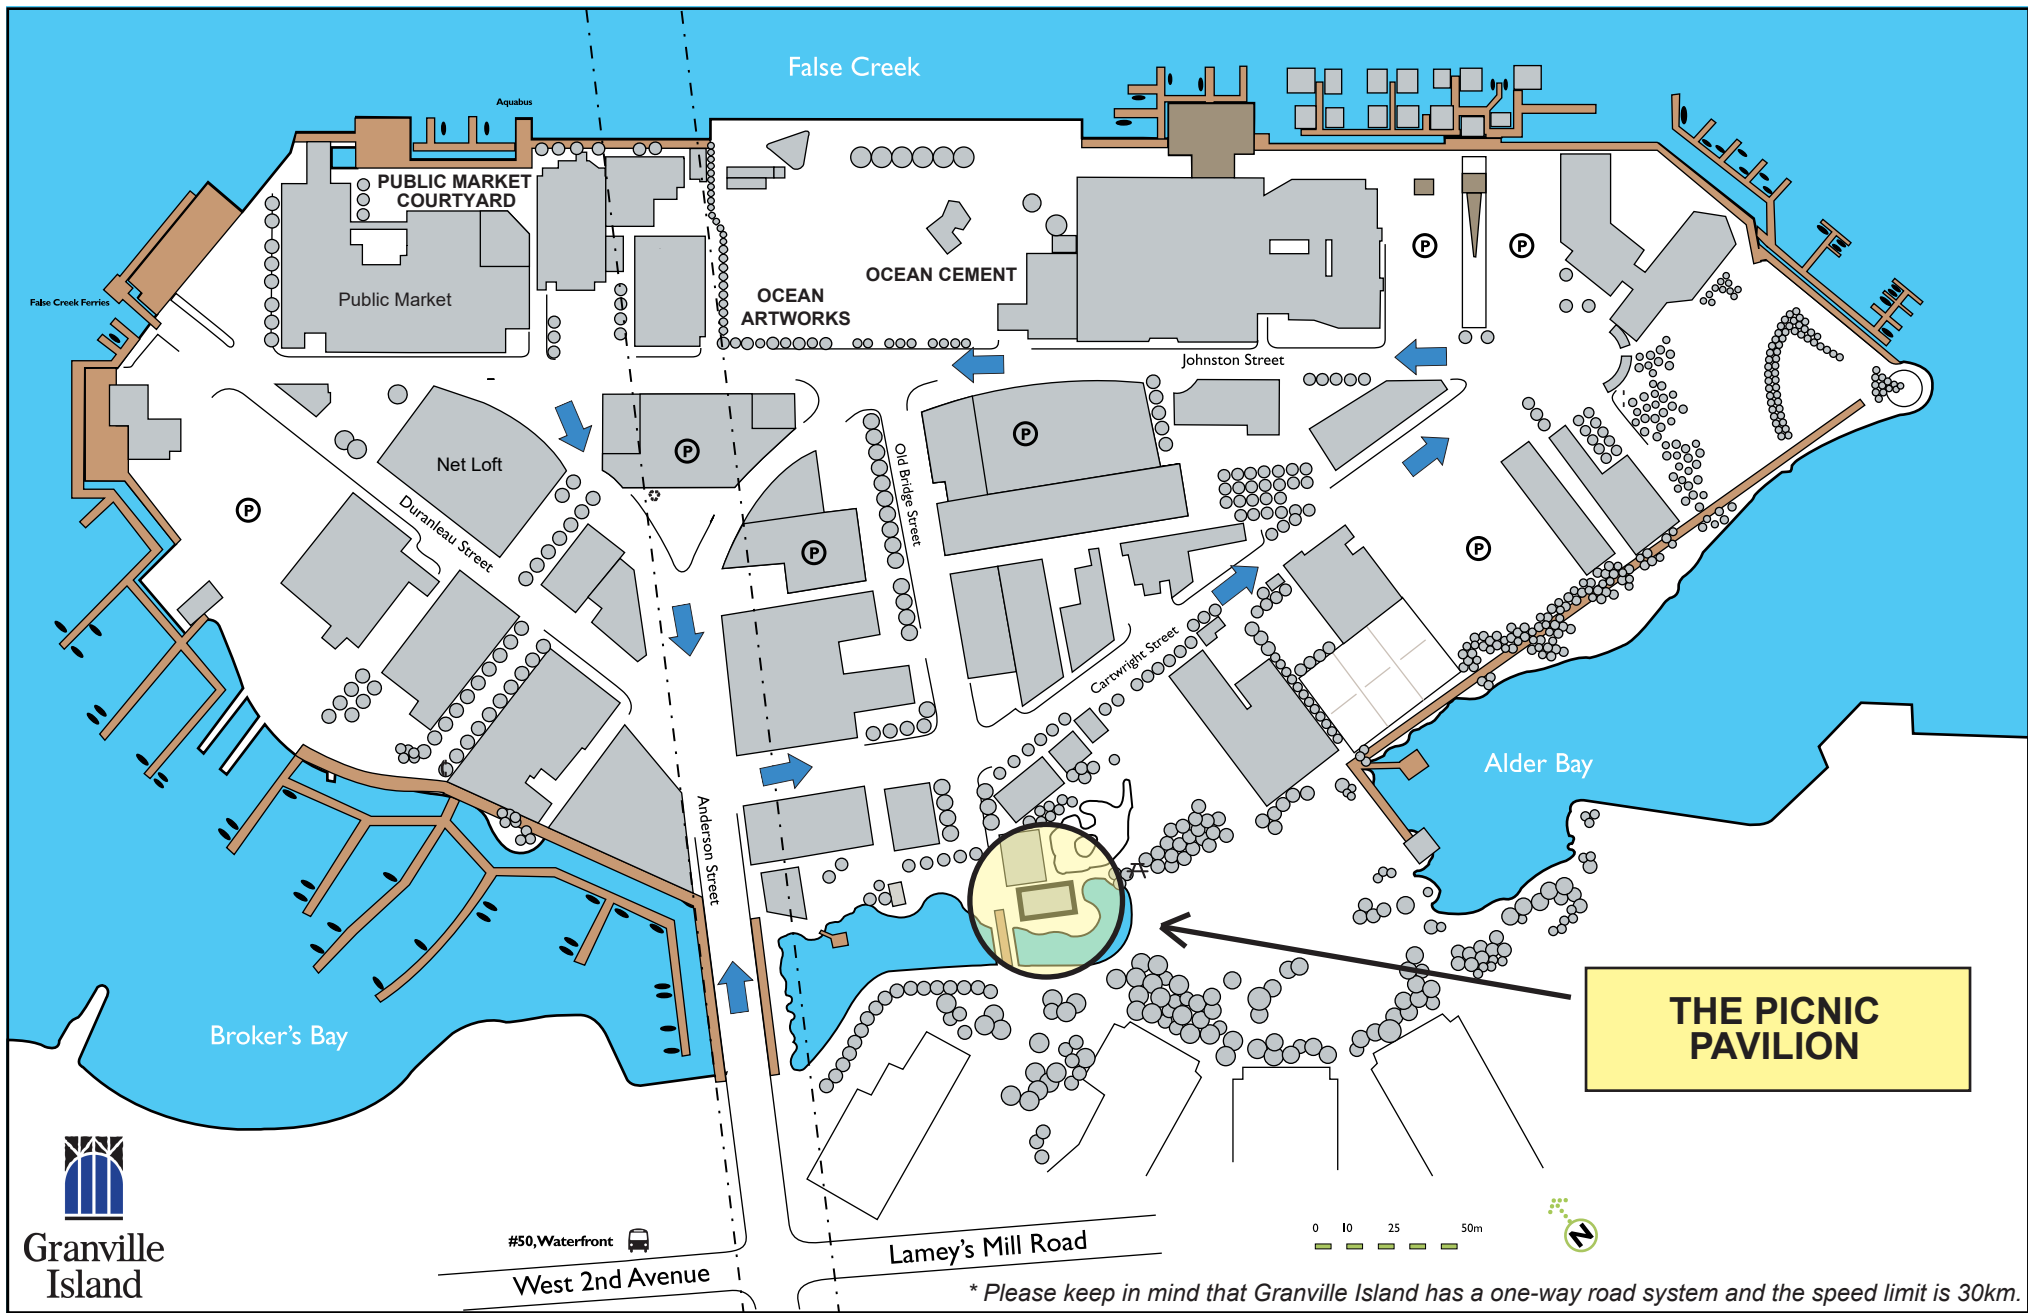 False Creek
Aquabus
PUBLIC MARKET
COURTYARD
False Creek Ferries
Public Market
OCEAN CEMENT
OCEAN
ARTWORKS
P
P
Johnston Street
Net Loft
P
P
Old Bridge Street
P
Duranleau Street
P
P
Cartwright Street
Alder Bay
Anderson Street
Broker's Bay
THE PICNIC
PAVILION
Granville
Island
#50, Waterfront
West 2nd Avenue
Lamey's Mill Road
0 10 25 50m
N
* Please keep in mind that Granville Island has a one-way road system and the speed limit is 30km.